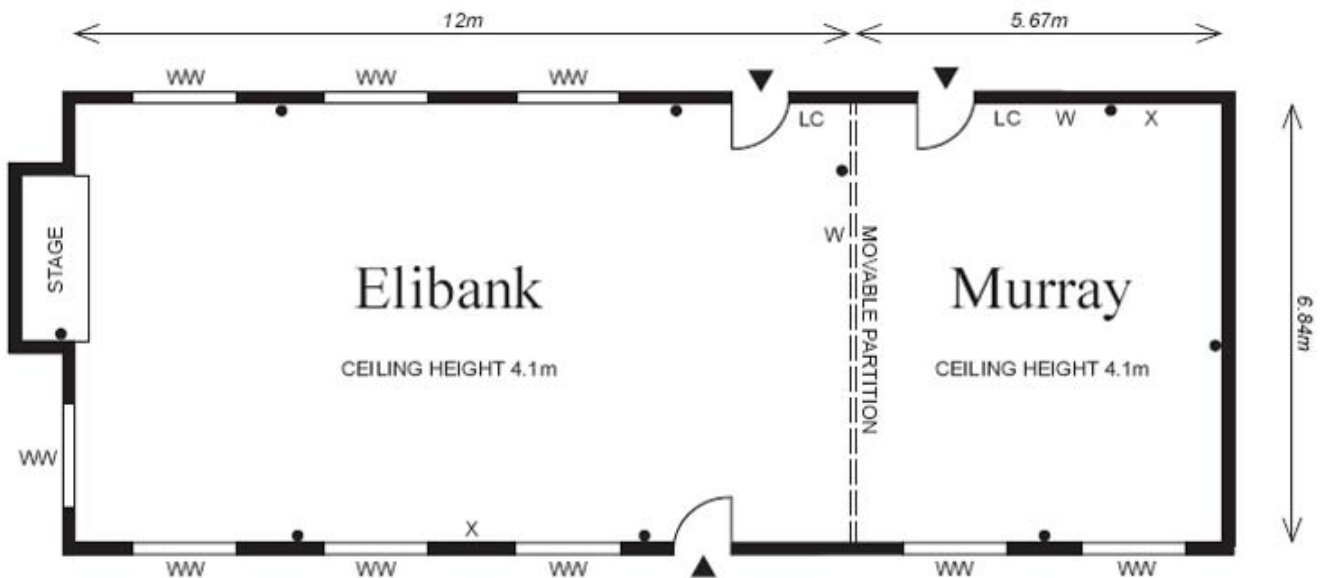 12m
5.67m
WW
WW
WW
LC
LC
W
X
STAGE
W
MOVABLE PARTITION
Elibank
Murray
6.84m
CEILING HEIGHT 4.1m
CEILING HEIGHT 4.1m
WW
X
WW
WW
WW
WW
WW